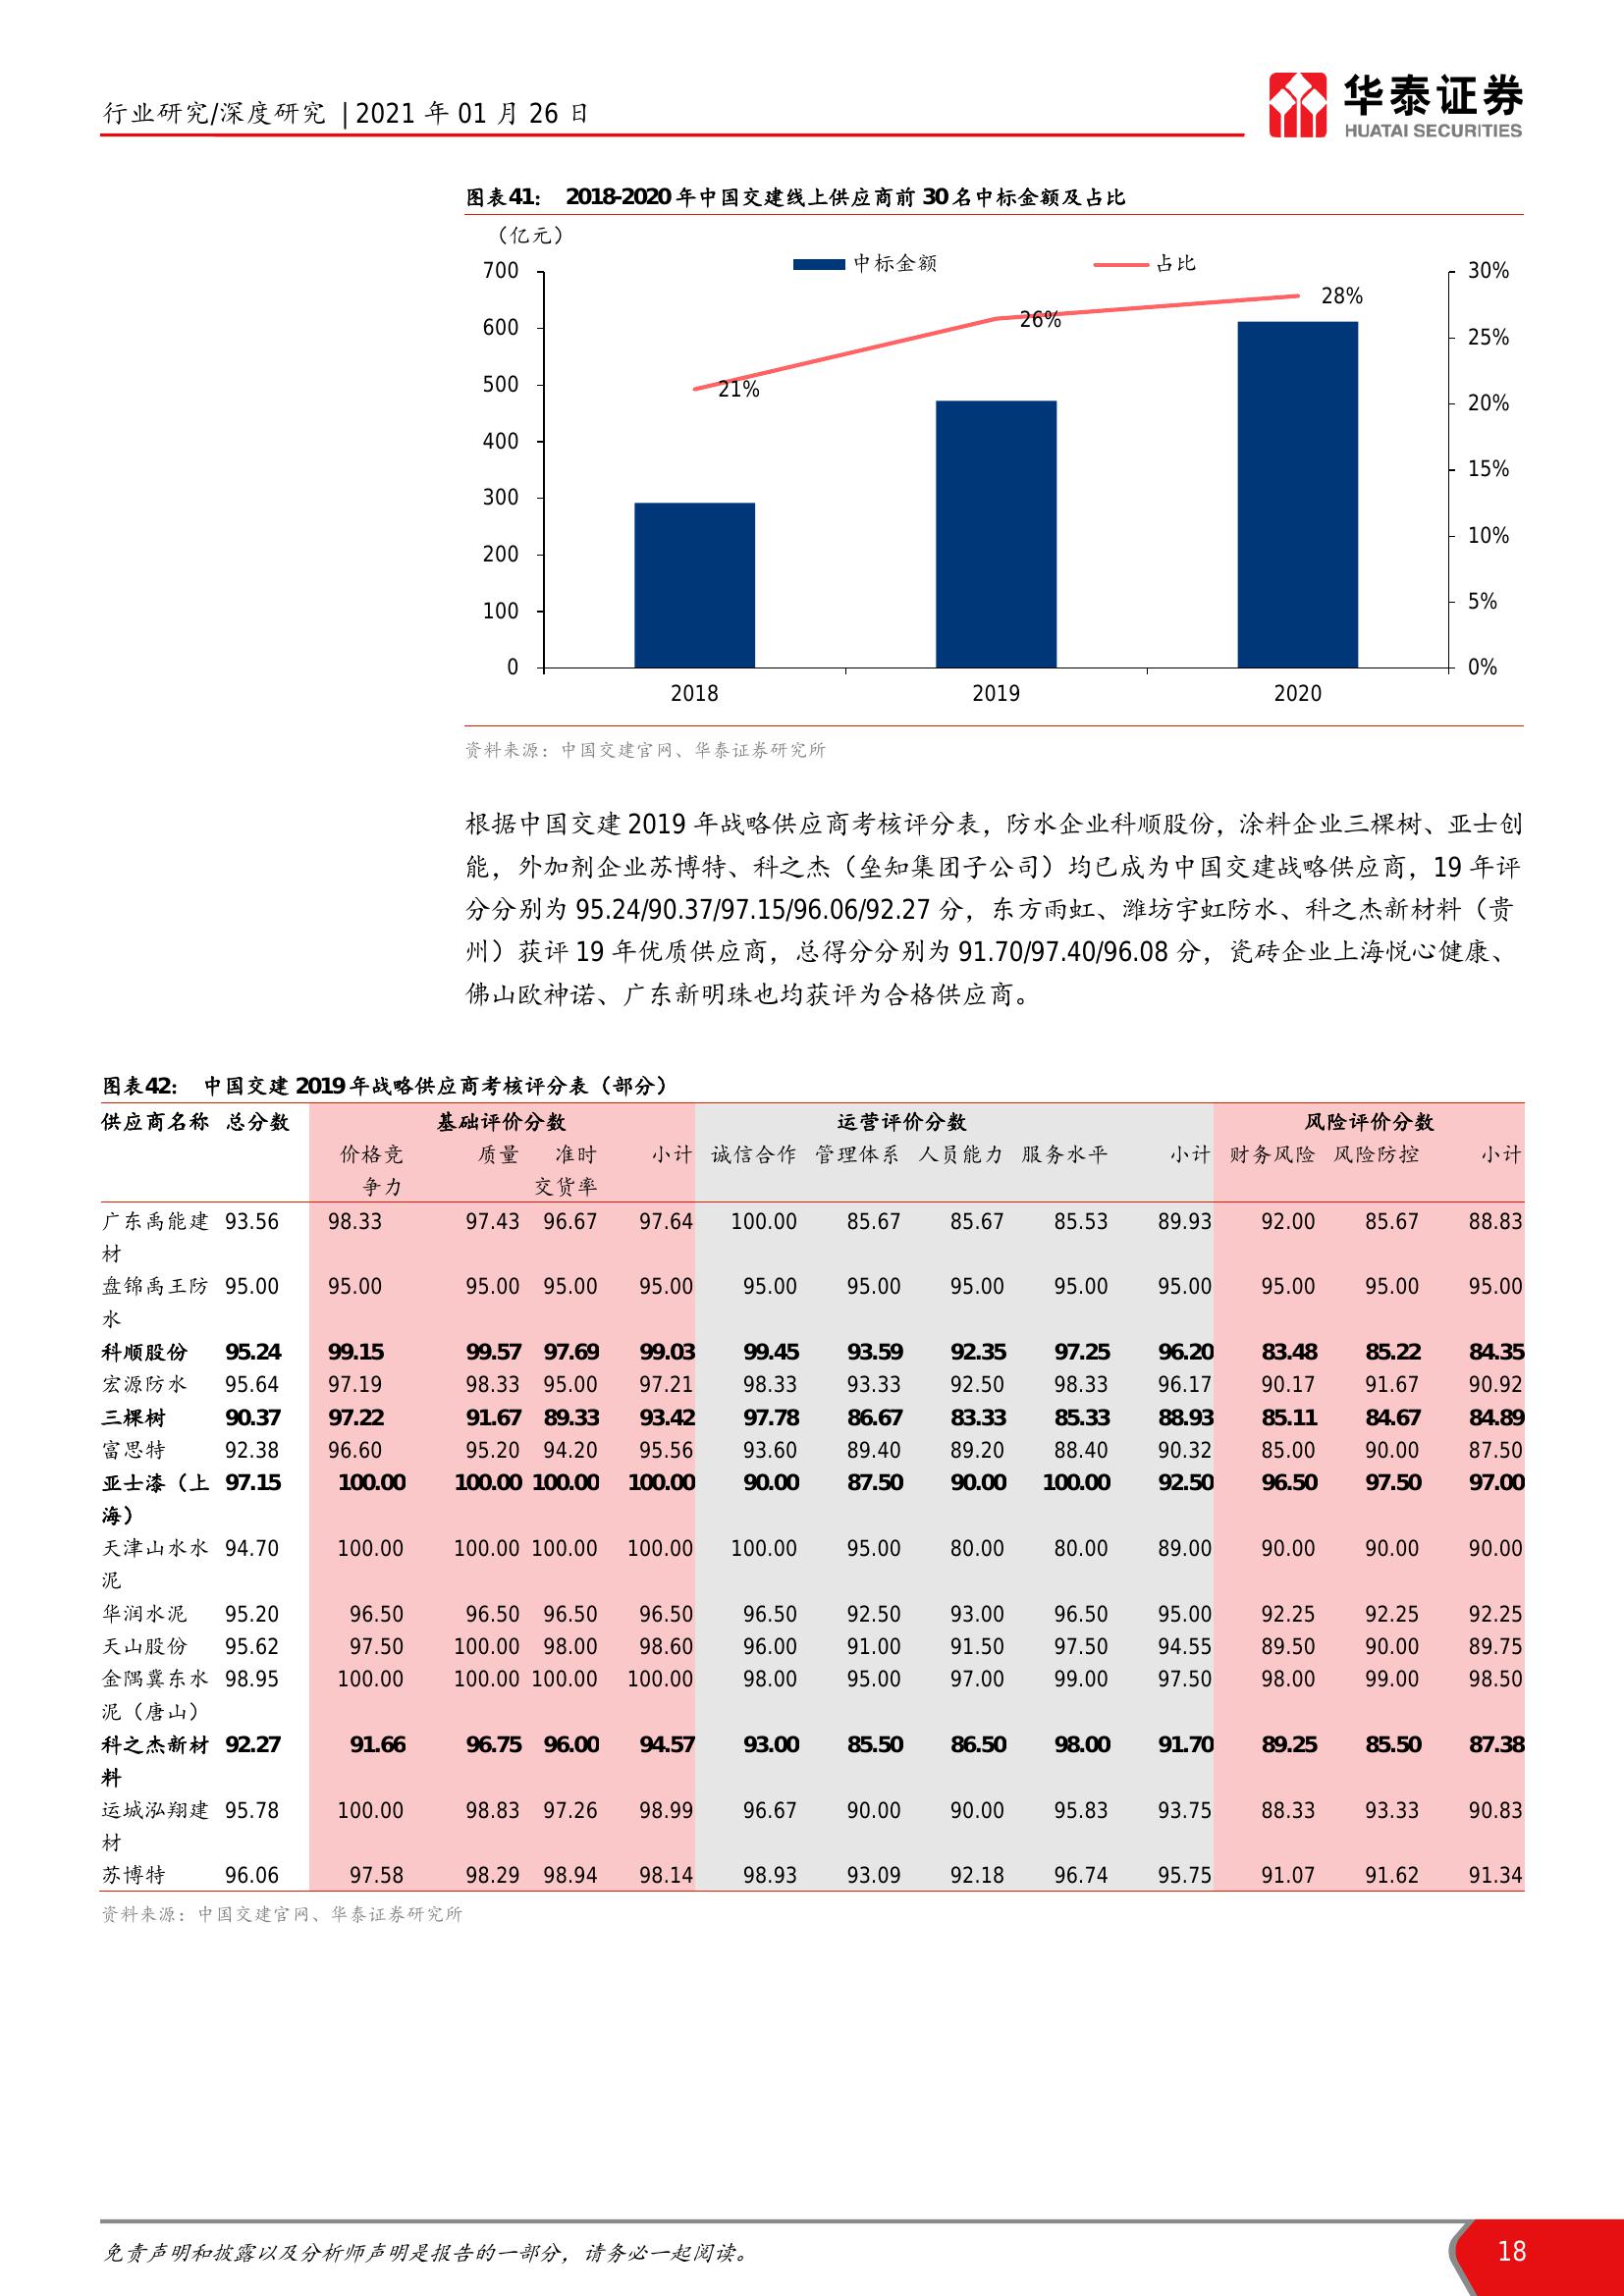 行业研究/深度研究 | 2021 年 01 月 26 日
华泰证券
HUATAI SECURITIES
图表41： 2018-2020 年中国交建线上供应商前 30 名中标金额及占比
（亿元）
中标金额 占比
700 30%
600 25%
500 20%
400 15%
300 10%
200 5%
100 0%
0
21%
26%
28%
2018 2019 2020
资料来源：中国交建官网、华泰证券研究所
根据中国交建 2019 年战略供应商考核评分表，防水企业科顺股份，涂料企业三棵树、亚士创
能，外加剂企业苏博特、科之杰（垒知集团子公司）均已成为中国交建战略供应商，19 年评
分分别为 95.24/90.37/97.15/96.06/92.27 分，东方雨虹、潍坊宇虹防水、科之杰新材料（贵
州）获评 19 年优质供应商，总得分分别为 91.70/97.40/96.08 分，瓷砖企业上海悦心健康、
佛山欧神诺、广东新明珠也均获评为合格供应商。
图表42： 中国交建 2019 年战略供应商考核评分表（部分）
供应商名称 总分数 基础评价分数 运营评价分数 风险评价分数
价格竞 质量 准时 小计 诚信合作 管理体系 人员能力 服务水平 小计 财务风险 风险防控 小计
争力 交货率
广东禹能建 93.56 98.33 97.43 96.67 97.64 100.00 85.67 85.67 85.53 89.93 92.00 85.67 88.83
材
盘锦禹王防 95.00 95.00 95.00 95.00 95.00 95.00 95.00 95.00 95.00 95.00 95.00 95.00 95.00
水
科顺股份 95.24 99.15 99.57 97.69 99.03 99.45 93.59 92.35 97.25 96.20 83.48 85.22 84.35
宏源防水 95.64 97.19 98.33 95.00 97.21 98.33 93.33 92.50 98.33 96.17 90.17 91.67 90.92
三棵树 90.37 97.22 91.67 89.33 93.42 97.78 86.67 83.33 85.33 88.93 85.11 84.67 84.89
富思特 92.38 96.60 95.20 94.20 95.56 93.60 89.40 89.20 88.40 90.32 85.00 90.00 87.50
亚士漆（上 97.15 100.00 100.00 100.00 100.00 90.00 87.50 90.00 100.00 92.50 96.50 97.50 97.00
海）
天津山水水 94.70 100.00 100.00 100.00 100.00 100.00 95.00 80.00 80.00 89.00 90.00 90.00 90.00
泥
华润水泥 95.20 96.50 96.50 96.50 96.50 96.50 92.50 93.00 96.50 95.00 92.25 92.25 92.25
天山股份 95.62 97.50 100.00 98.00 98.60 96.00 91.00 91.50 97.50 94.55 89.50 90.00 89.75
金隅冀东水 98.95 100.00 100.00 100.00 100.00 98.00 95.00 97.00 99.00 97.50 98.00 99.00 98.50
泥（唐山）
科之杰新材 92.27 91.66 96.75 96.00 94.57 93.00 85.50 86.50 98.00 91.70 89.25 85.50 87.38
料
运城泓翔建 95.78 100.00 98.83 97.26 98.99 96.67 90.00 90.00 95.83 93.75 88.33 93.33 90.83
材
苏博特 96.06 97.58 98.29 98.94 98.14 98.93 93.09 92.18 96.74 95.75 91.07 91.62 91.34
资料来源：中国交建官网、华泰证券研究所
免责声明和披露以及分析师声明是报告的一部分，请务必一起阅读。
18